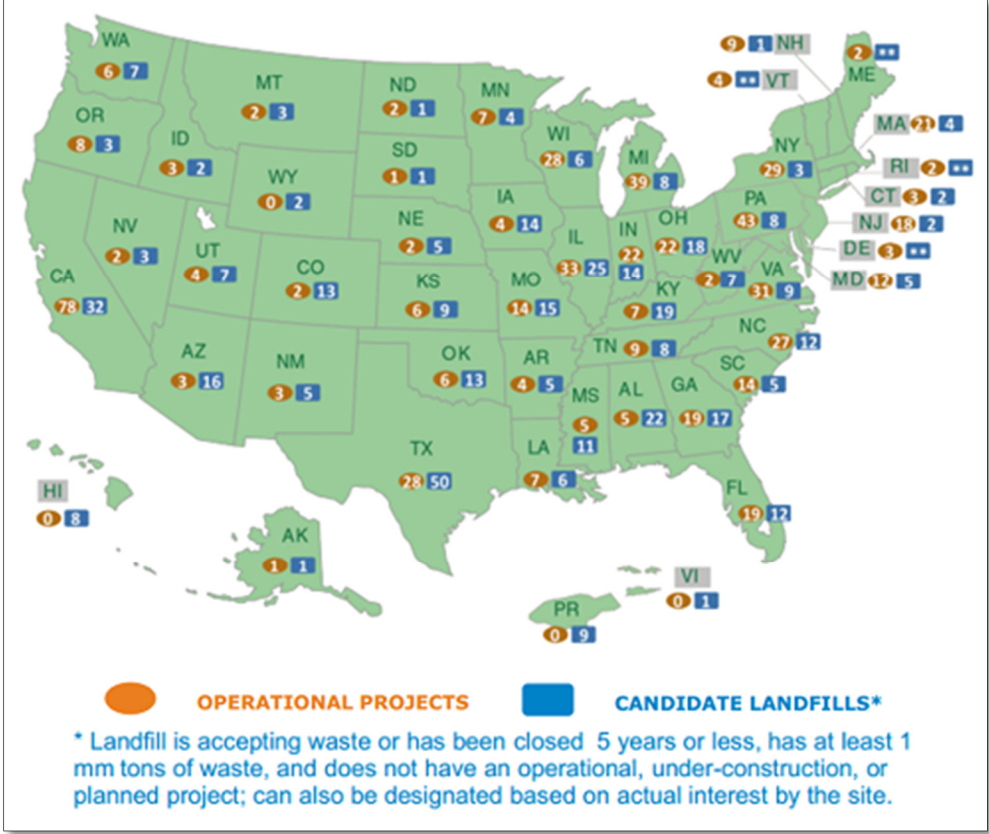 WA
6 7
OR
8 3
ID
3 2
MT
2 3
ND
2 1
MN
7 4
WI
28 6
MI
39 8
NY
29 3
9 1 NH
4 ** VT
2 **
ME
MA 21 4
RI 2 **
CT 3 2
NJ 18 2
DE 3 **
MD 12 5
SD
1 1
WY
0 2
NV
2 3
UT
4 7
CA
78 32
CO
2 13
NE
2 5
IA
4 14
IL
33 25
IN
22
14
OH
22 18
PA
43 8
WV
2 7
VA
31 9
KS
6 9
MO
14 15
KY
7 19
NC
27 12
TN 9 8
SC
14 5
AZ
3 16
NM
3 5
OK
6 13
AR
4 5
MS
5
11
AL
5 22
GA
19 17
TX
28 50
LA
7 6
FL
19 12
HI
0 8
AK
1 1
PR
0 9
VI
0 1
OPERATIONAL PROJECTS
CANDIDATE LANDFILLS*
* Landfill is accepting waste or has been closed 5 years or less, has at least 1
mm tons of waste, and does not have an operational, under-construction, or
planned project; can also be designated based on actual interest by the site.